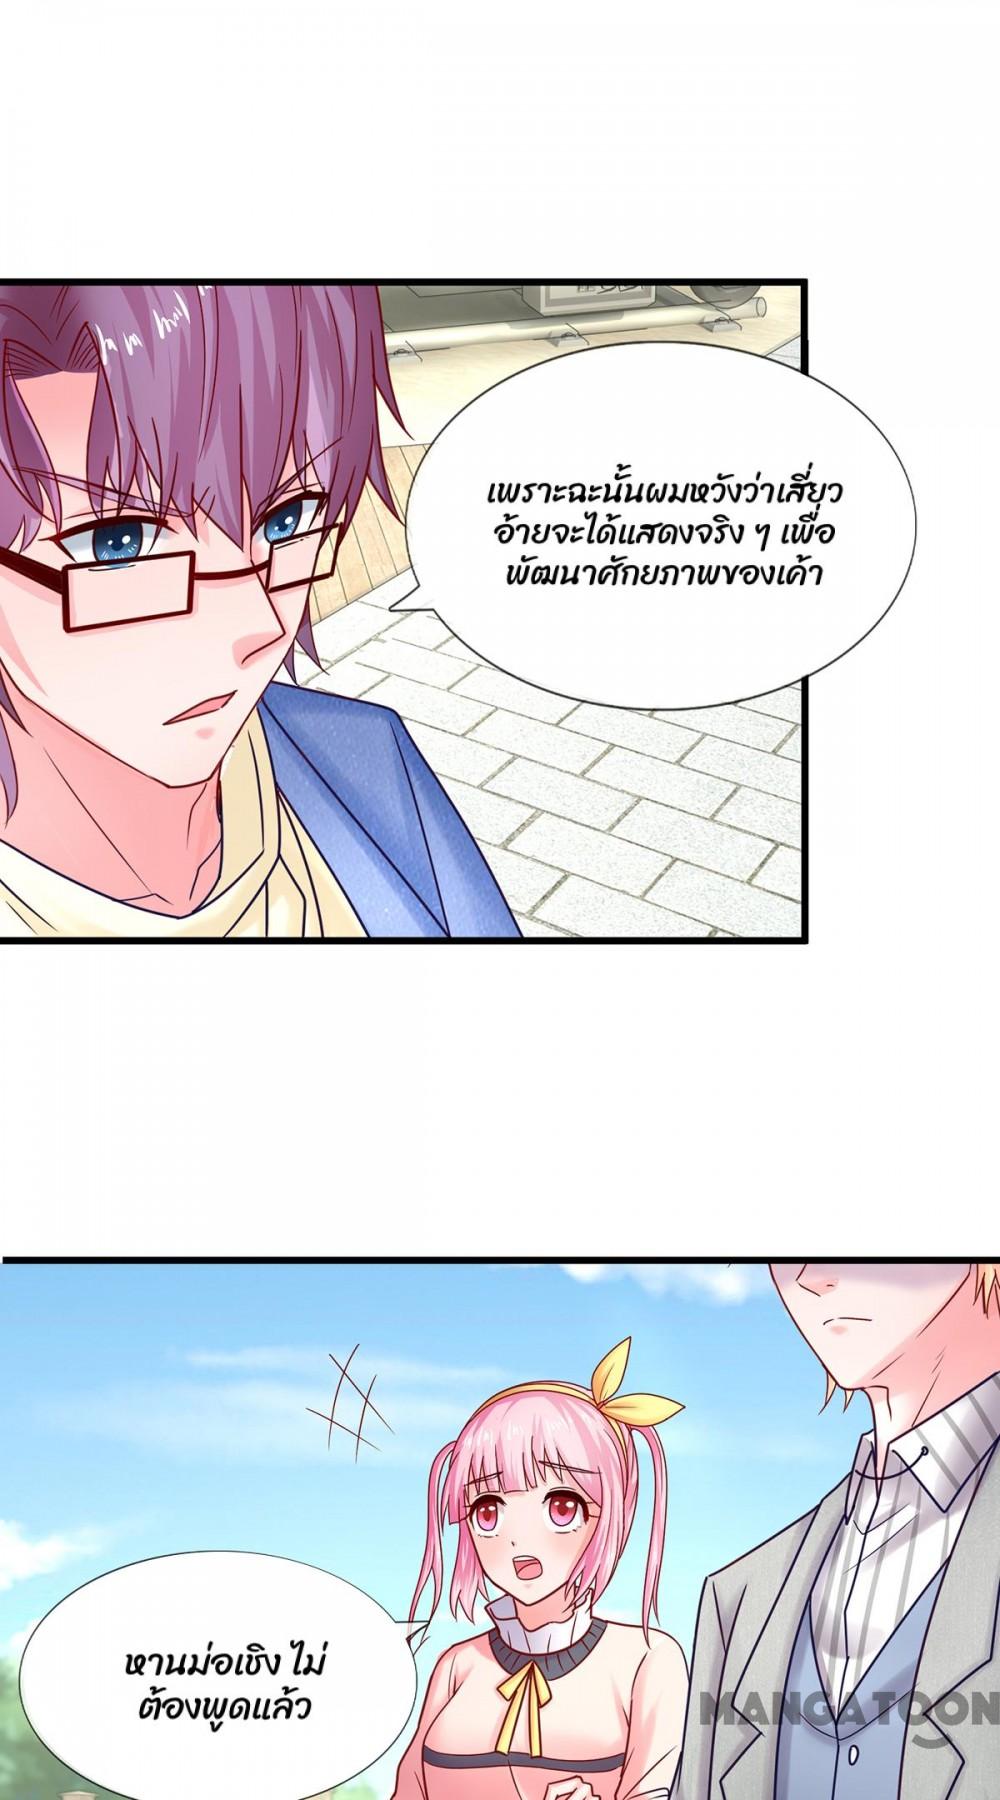 เพราะฉะนั้นผมหวังว่าเสี่ยว
อ้ายจะได้แสดงจริง ๆ เพื่อ
พัฒนาศักยภาพของเค้า
หานม่อเชิง ไม่
ต้องพูดแล้ว
MANGATOON